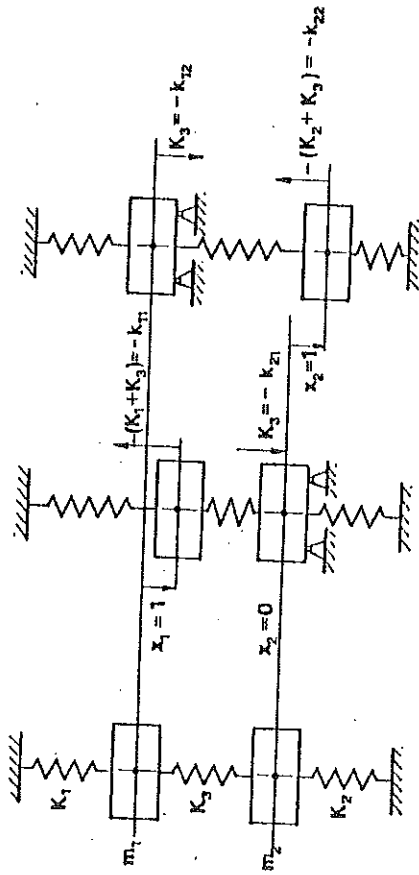 K₁
m₁
K₃
m₂
K₂
x₁=1
-(K₁+K₃)=-k₁₁
x₂=0
K₃=-k₂₁
K₃=-k₁₂
x₂=1
-(K₂+K₃)=-k₂₂